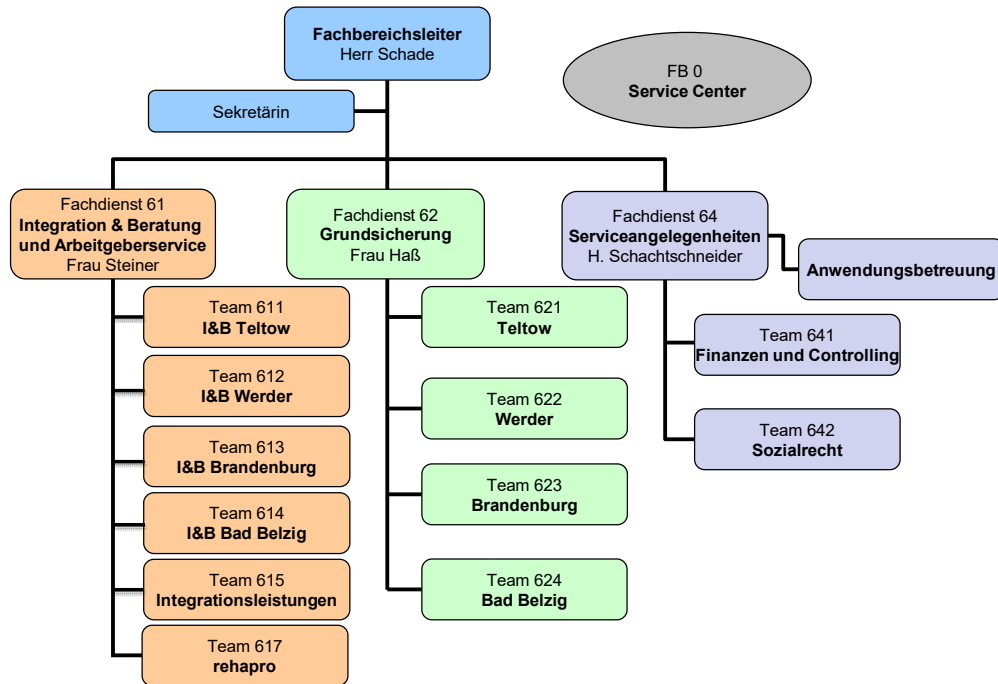 Fachbereichsleiter
Herr Schade
FB 0
Service Center
Sekretärin
Fachdienst 61
Integration & Beratung
und Arbeitgeberservice
Frau Steiner
Fachdienst 62
Grundsicherung
Frau Haß
Fachdienst 64
Serviceangelegenheiten
H. Schachtschneider
Anwendungsbetreuung
Team 611
I&B Teltow
Team 612
I&B Werder
Team 613
I&B Brandenburg
Team 614
I&B Bad Belzig
Team 615
Integrationsleistungen
Team 617
rehapro
Team 621
Teltow
Team 622
Werder
Team 623
Brandenburg
Team 624
Bad Belzig
Team 641
Finanzen und Controlling
Team 642
Sozialrecht